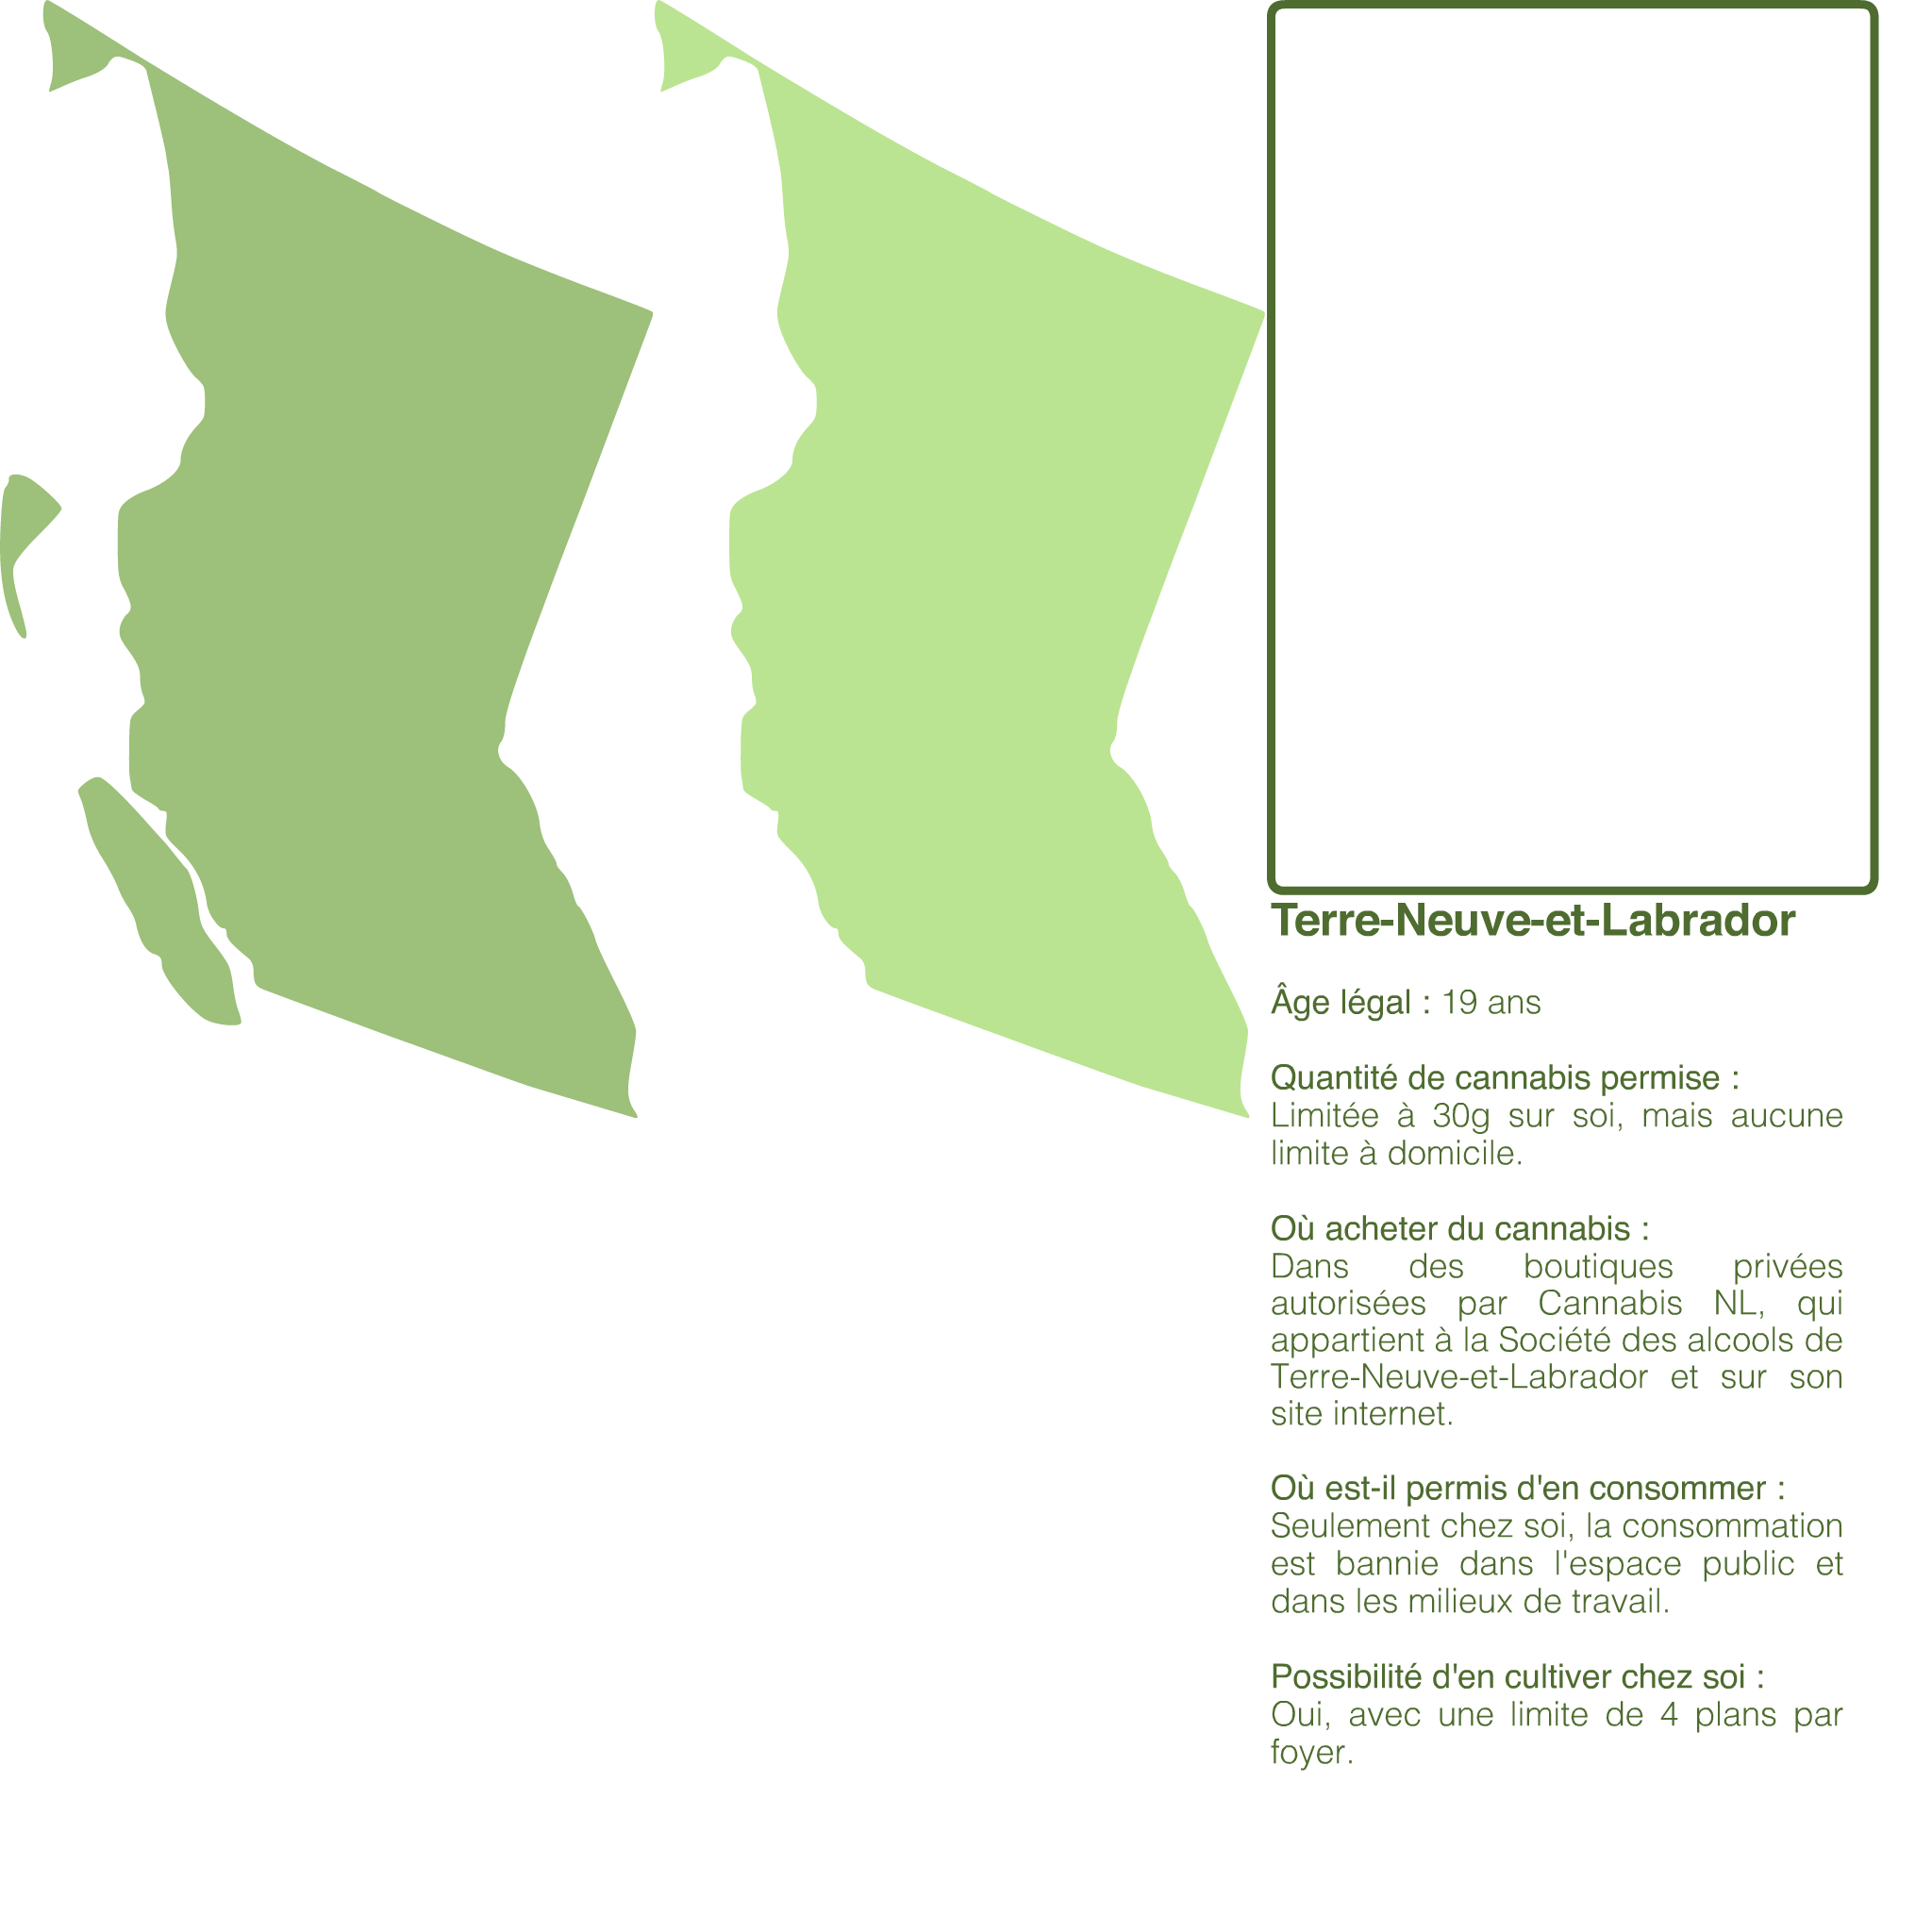 Terre-Neuve-et-Labrador
Âge légal : 19 ans
Quantité de cannabis permise :
Limitée à 30g sur soi, mais aucune
limite à domicile.
Où acheter du cannabis :
Dans des boutiques privées
autorisées par Cannabis NL, qui
appartient à la Société des alcools de
Terre-Neuve-et-Labrador et sur son
site internet.
Où est-il permis d'en consommer :
Seulement chez soi, la consommation
est bannie dans l'espace public et
dans les milieux de travail.
Possibilité d'en cultiver chez soi :
Oui, avec une limite de 4 plans par
foyer.